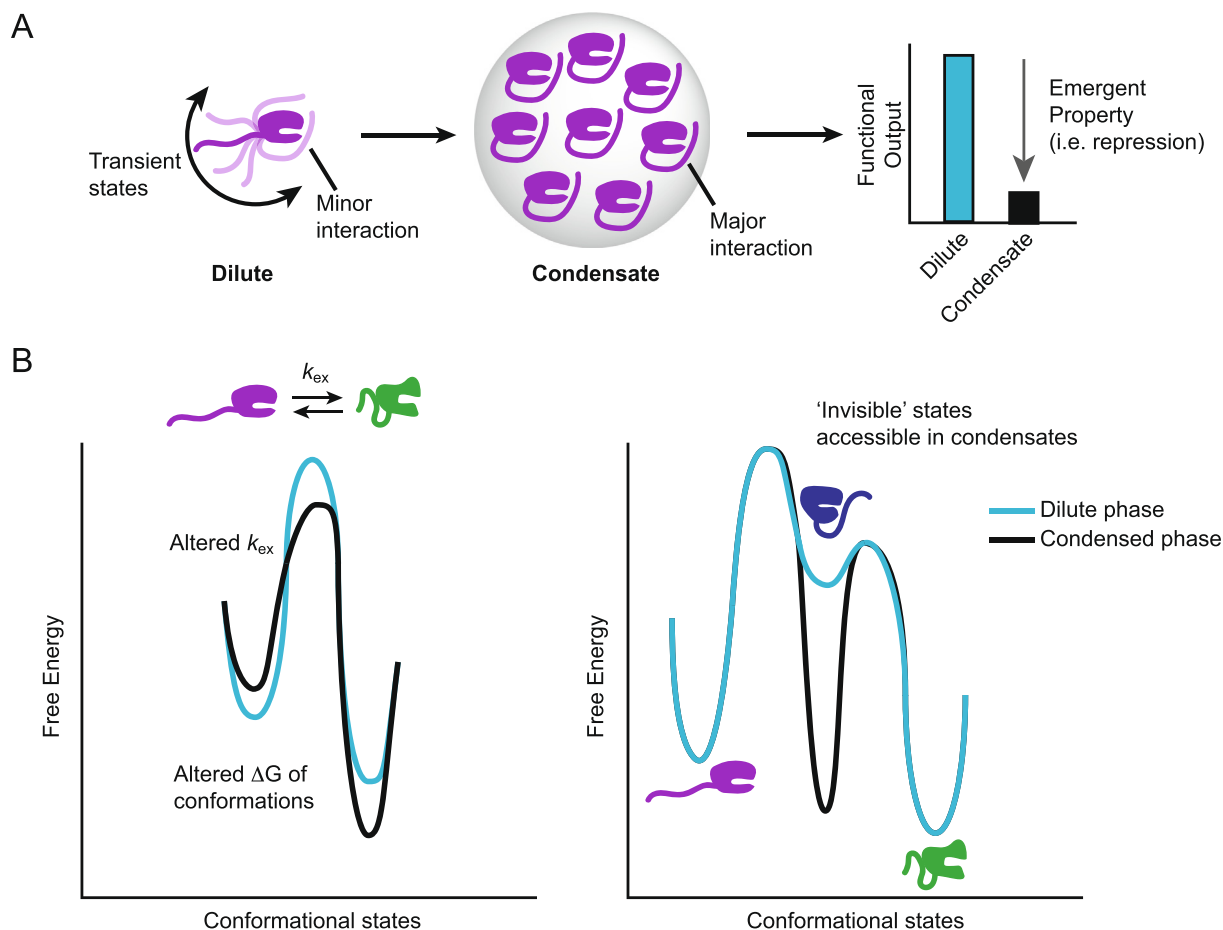 A
Transient
states
Minor
interaction
Dilute
Major
interaction
Condensate
Functional
Output
Emergent
Property
(i.e. repression)
Dilute
Condensate
B
kex
Altered kex
Altered ΔG of
conformations
Free Energy
Conformational states
‘Invisible’ states
accessible in condensates
Dilute phase
Condensed phase
Free Energy
Conformational states